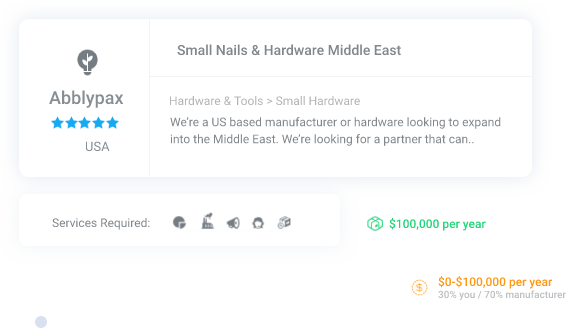 Small Nails & Hardware Middle East
Abblypax
USA
Hardware & Tools > Small Hardware
We're a US based manufacturer or hardware looking to expand
into the Middle East. We're looking for a partner that can..
Services Required:
$100,000 per year
$0-$100,000 per year
30% you / 70% manufacturer